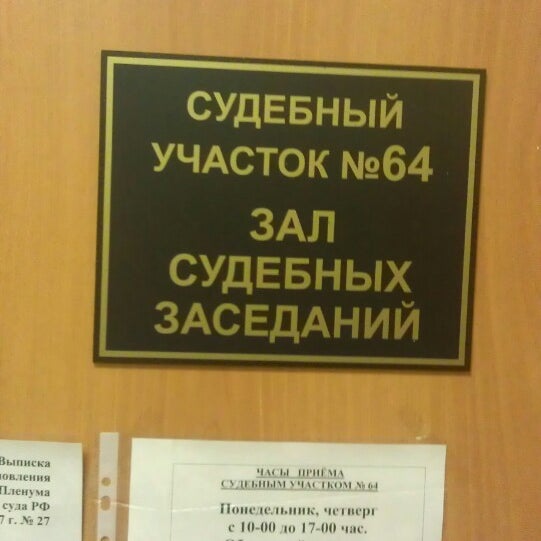 СУДЕБНЫЙ
УЧАСТОК №64
ЗАЛ
СУДЕБНЫХ
ЗАСЕДАНИЙ
Выписка
Пленума
суда РФ
7 г. № 27
ЧАСЫ ПРИЁМА
СУДЕБНЫМ УЧАСТКОМ № 64
Понедельник, четверг
с 10-00 до 17-00 час.